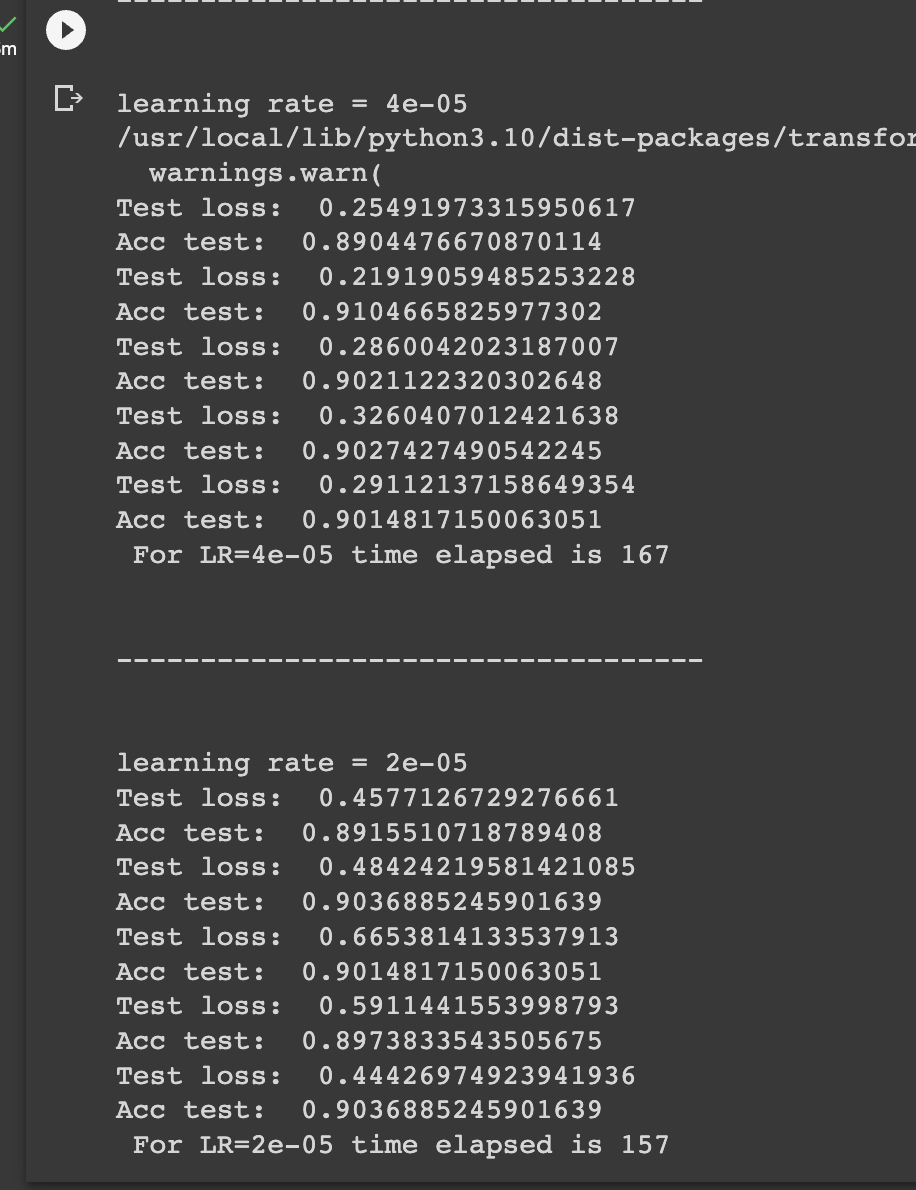 m
----------------------------------
learning rate = 4e-05
/usr/local/lib/python3.10/dist-packages/transfor
warnings.warn(
Test loss:  0.25491973315950617
Acc test:  0.8904476670870114
Test loss:  0.21919059485253228
Acc test:  0.9104665825977302
Test loss:  0.2860042023187007
Acc test:  0.9021122320302648
Test loss:  0.3260407012421638
Acc test:  0.9027427490542245
Test loss:  0.29112137158649354
Acc test:  0.9014817150063051
For LR=4e-05 time elapsed is 167
-----------------------------------
learning rate = 2e-05
Test loss:  0.4577126729276661
Acc test:  0.8915510718789408
Test loss:  0.484242219581421085
Acc test:  0.9036885245901639
Test loss:  0.6653814133537913
Acc test:  0.9014817150063051
Test loss:  0.5911441553998793
Acc test:  0.8973833543505675
Test loss:  0.44426974923941936
Acc test:  0.9036885245901639
For LR=2e-05 time elapsed is 157